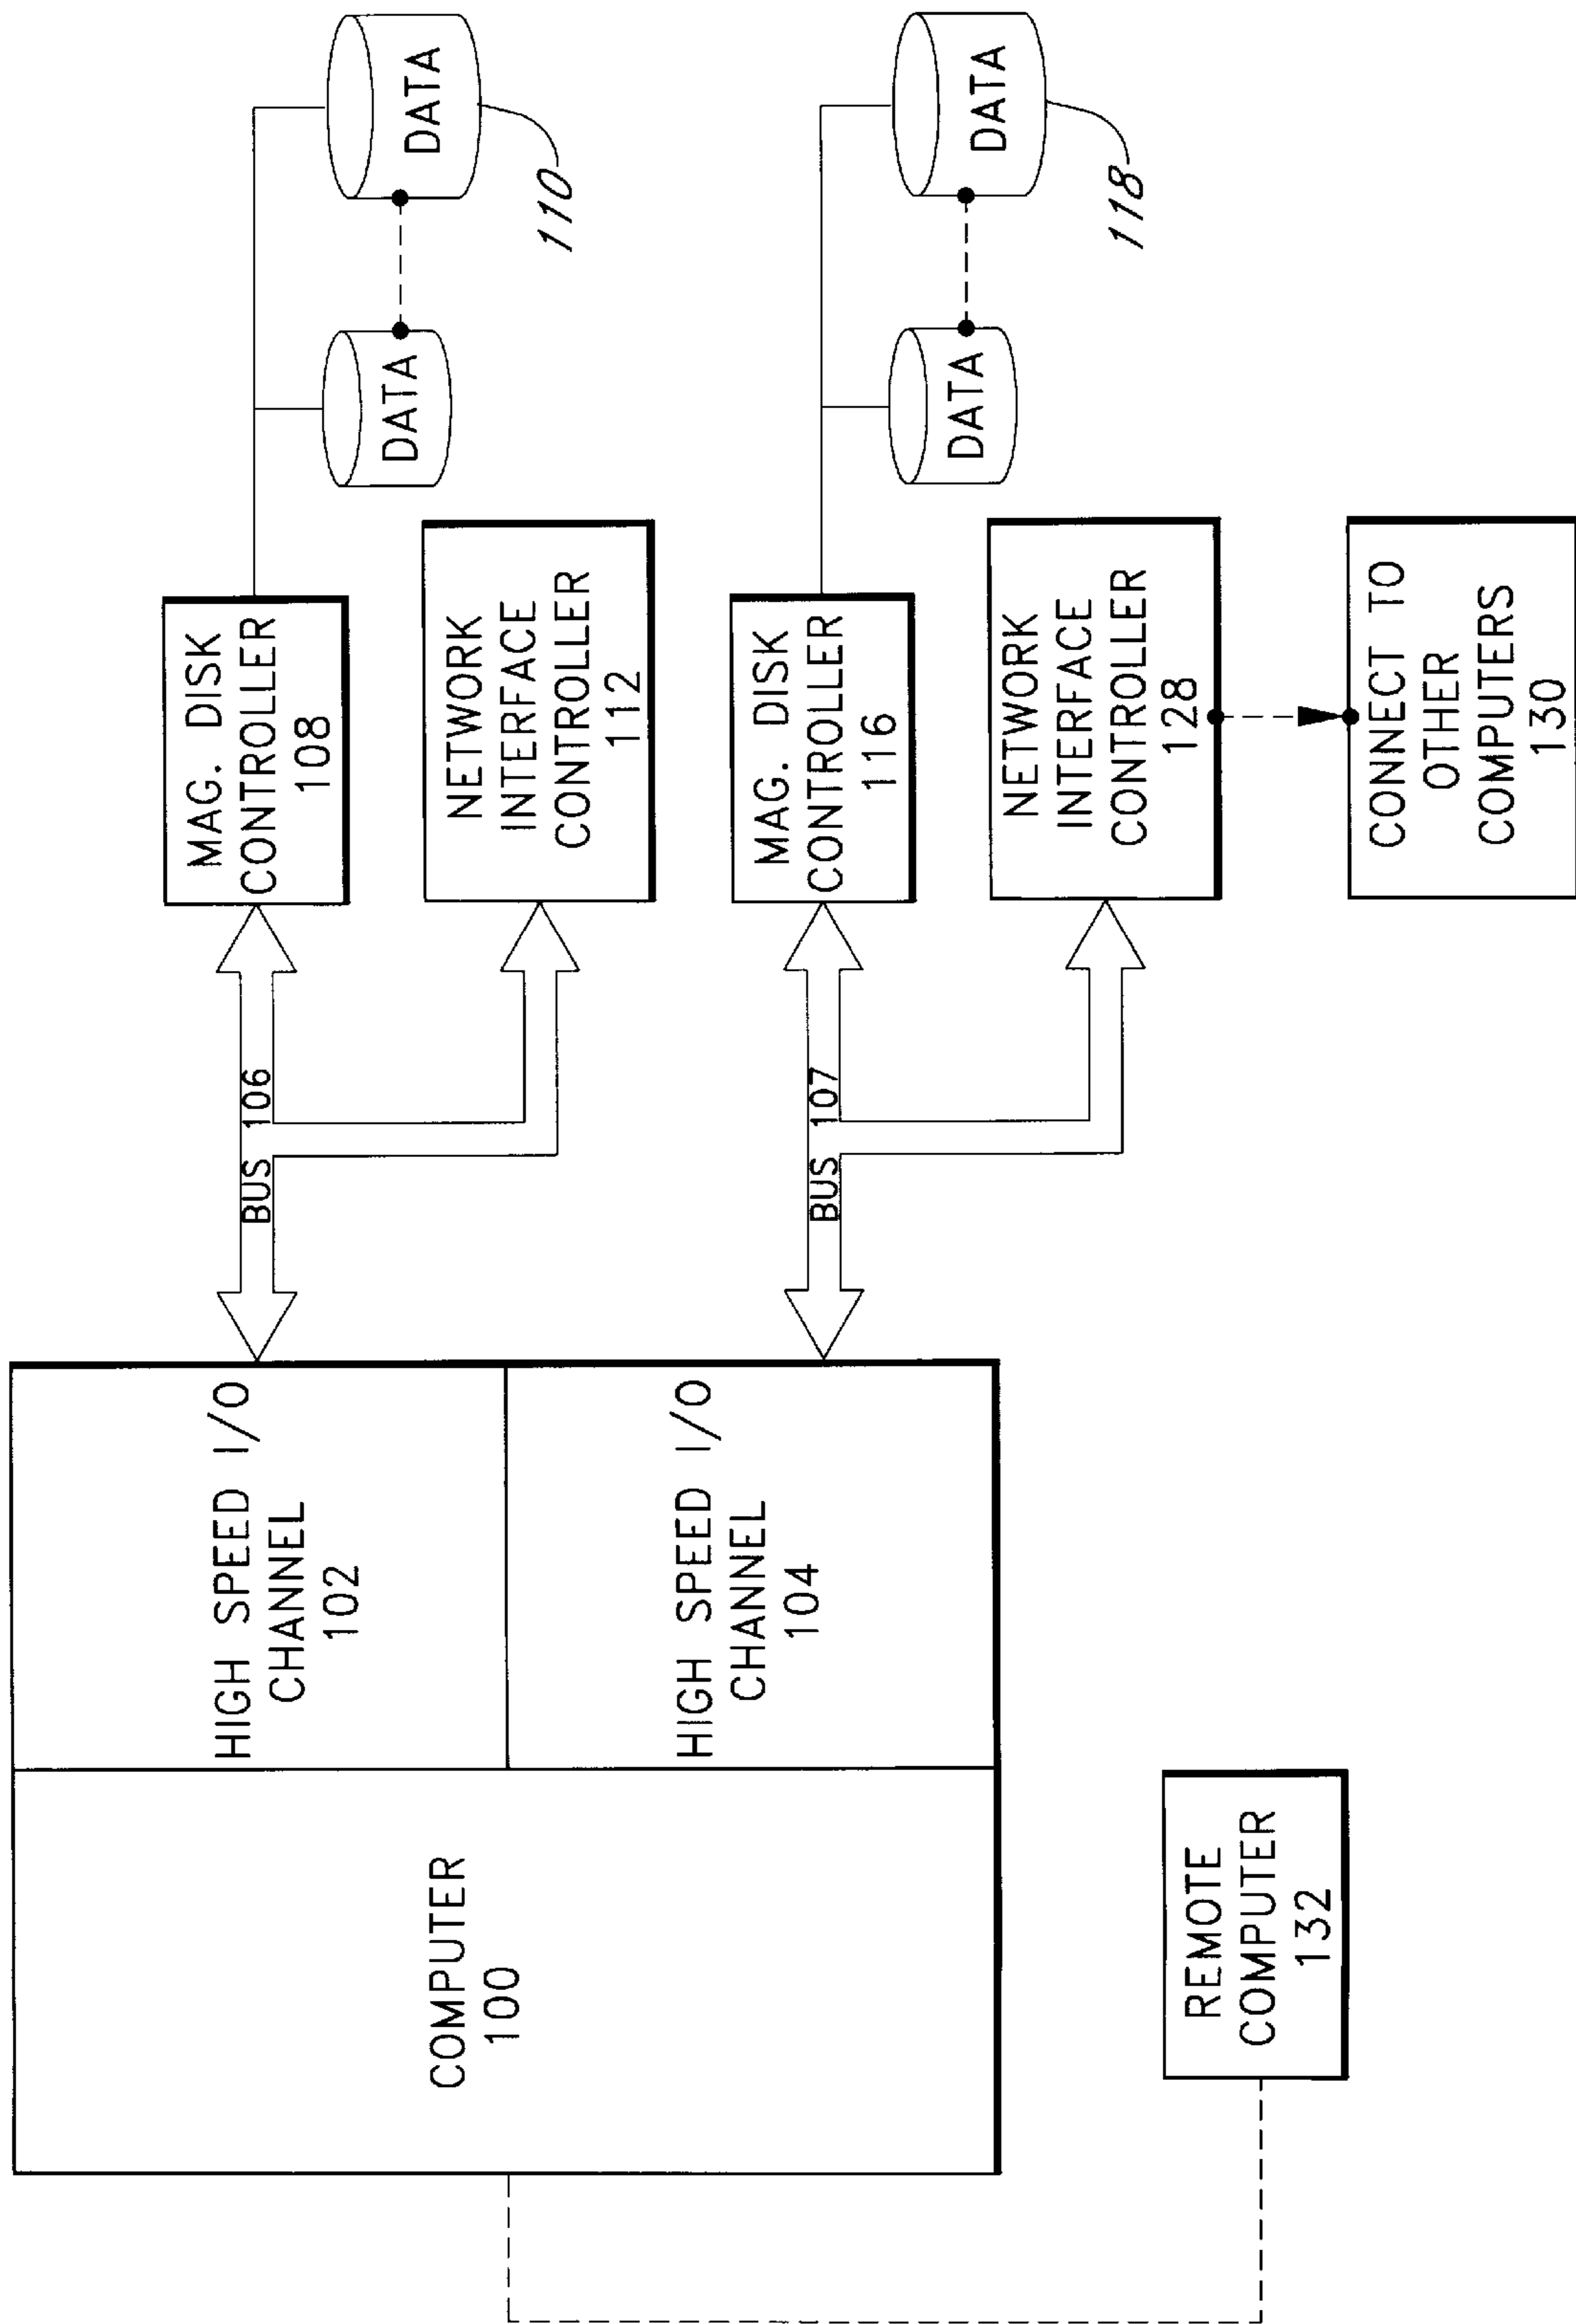 COMPUTER
100
HIGH SPEED I/O
CHANNEL
102
HIGH SPEED I/O
CHANNEL
104
BUS 106
BUS 107
MAG. DISK
CONTROLLER
108
NETWORK
INTERFACE
CONTROLLER
112
MAG. DISK
CONTROLLER
116
NETWORK
INTERFACE
CONTROLLER
128
CONNECT TO
OTHER
COMPUTERS
130
DATA
DATA
110
DATA
DATA
118
REMOTE
COMPUTER
132